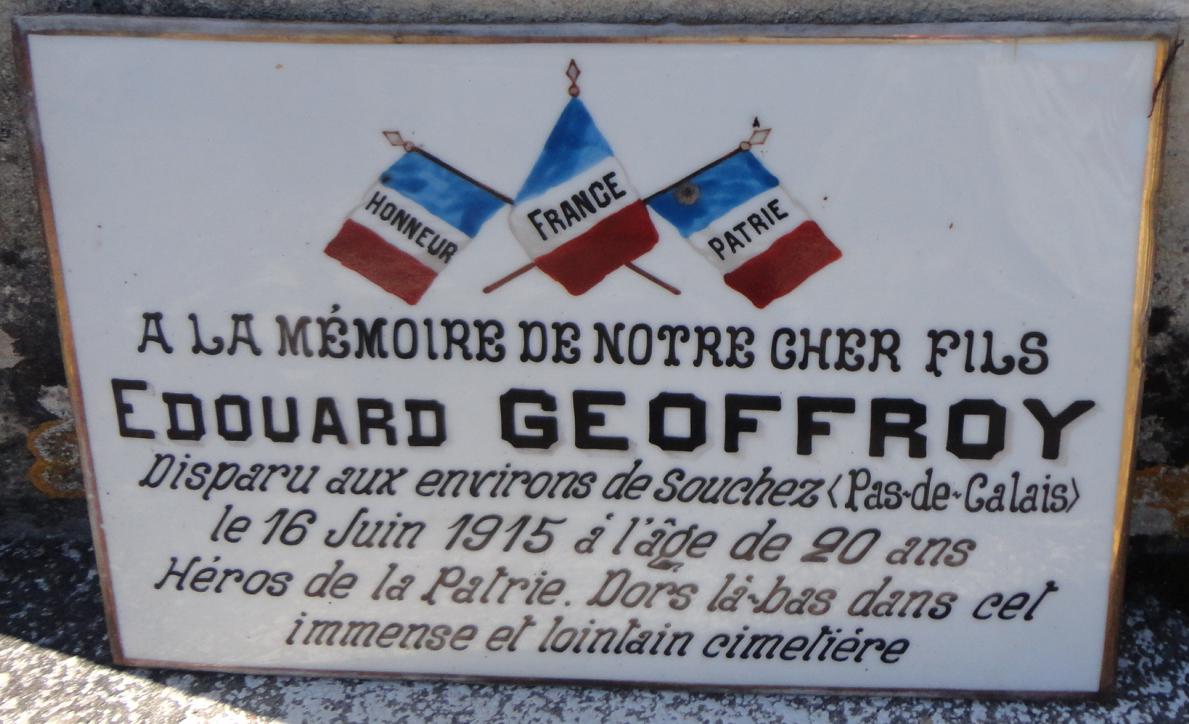 HONNEUR
FRANCE
PATRIE
A LA MÉMOIRE DE NOTRE CHER FILS
EDOUARD GEOFFROY
Disparu aux environs de Souchez (Pas-de-Calais)
le 16 Juin 1915 á l'âge de 20 ans
Héros de la Patrie. Dors là-bas dans cet
immense et lointain cimetiére